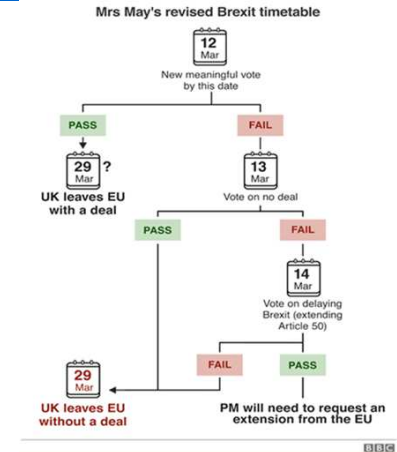 Mrs May's revised Brexit timetable
12
Mar
New meaningful vote
by this date
PASS
FAIL
29 ?
Mar
UK leaves EU
with a deal
13
Mar
Vote on no deal
PASS
FAIL
14
Mar
Vote on delaying
Brexit (extending
Article 50)
FAIL
PASS
29
Mar
UK leaves EU
without a deal
PM will need to request an
extension from the EU
BBC